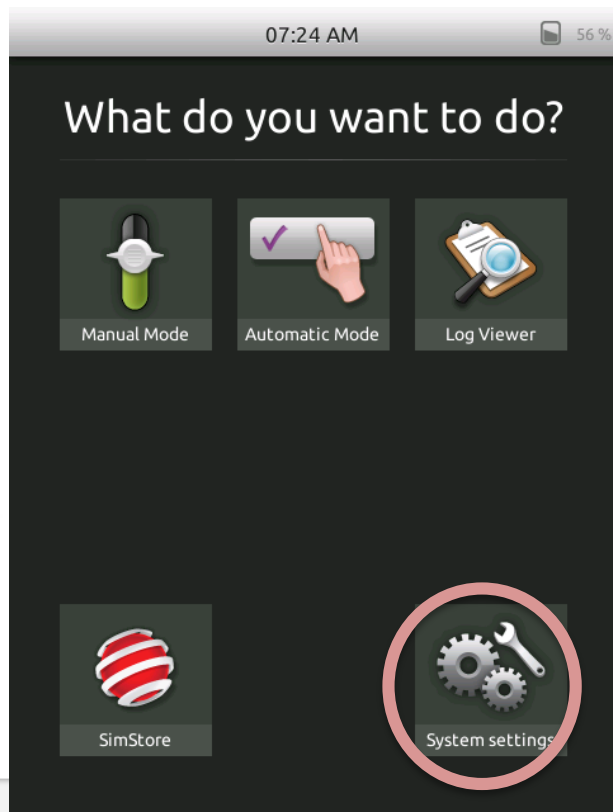 07:24 AM
56 %
What do you want to do?
Manual Mode
Automatic Mode
Log Viewer
SimStore
System settings